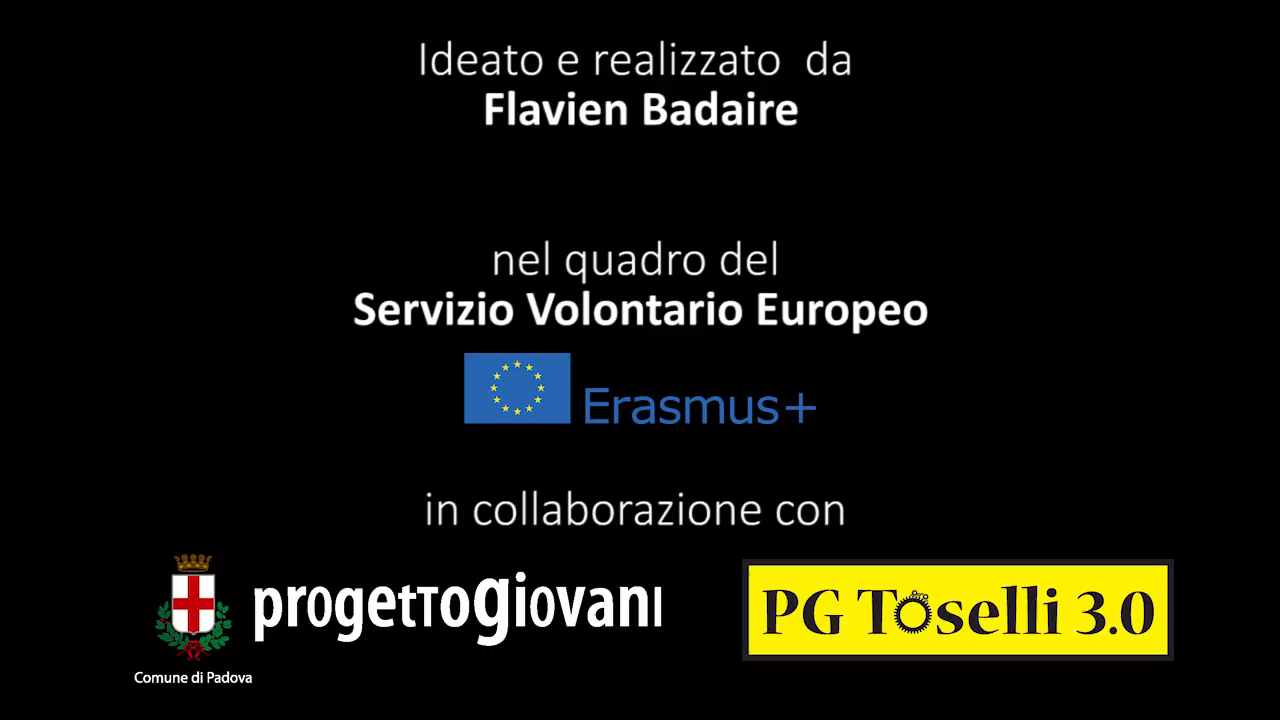 Ideato e realizzato da
Flavien Badaire
nel quadro del
Servizio Volontario Europeo
Erasmus+
in collaborazione con
progettogiovani
PG Toselli 3.0
Comune di Padova